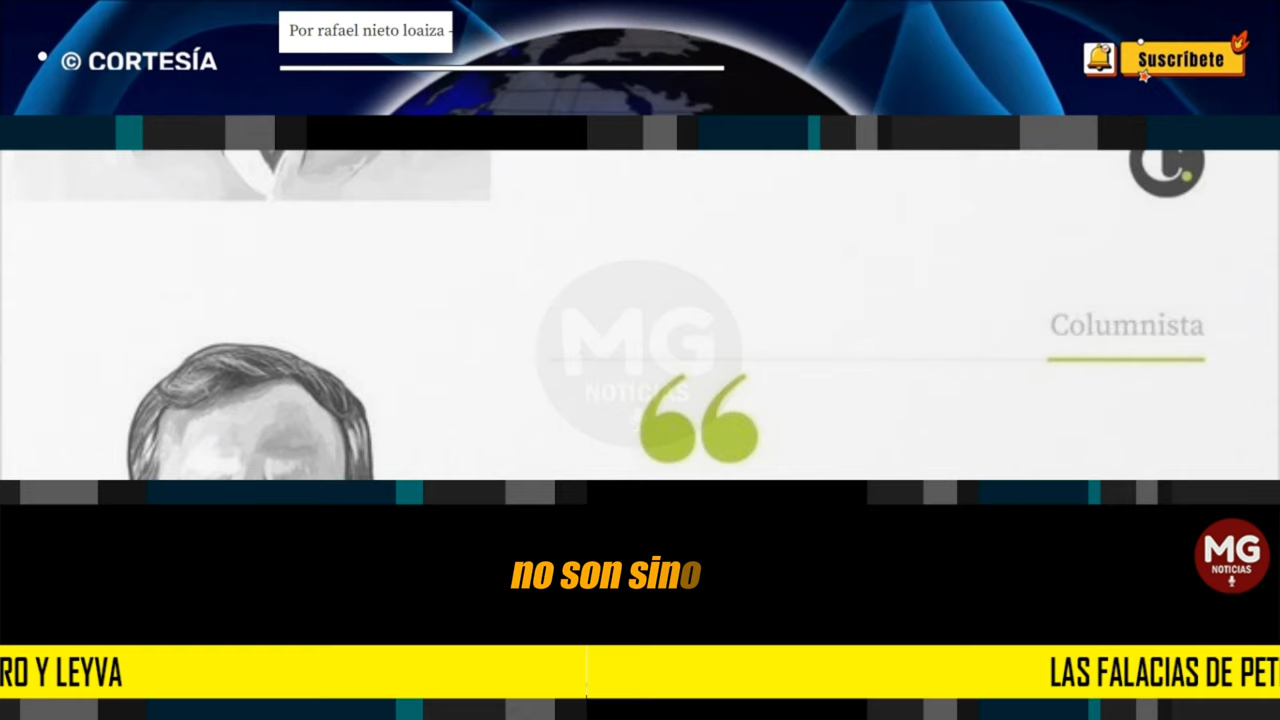 Por rafael nieto loaiza -
© CORTESÍA
Suscríbete
Columnista
MG
NOTICIAS
no son sino
MG
NOTICIAS
RO Y LEYVA
LAS FALACIAS DE PET